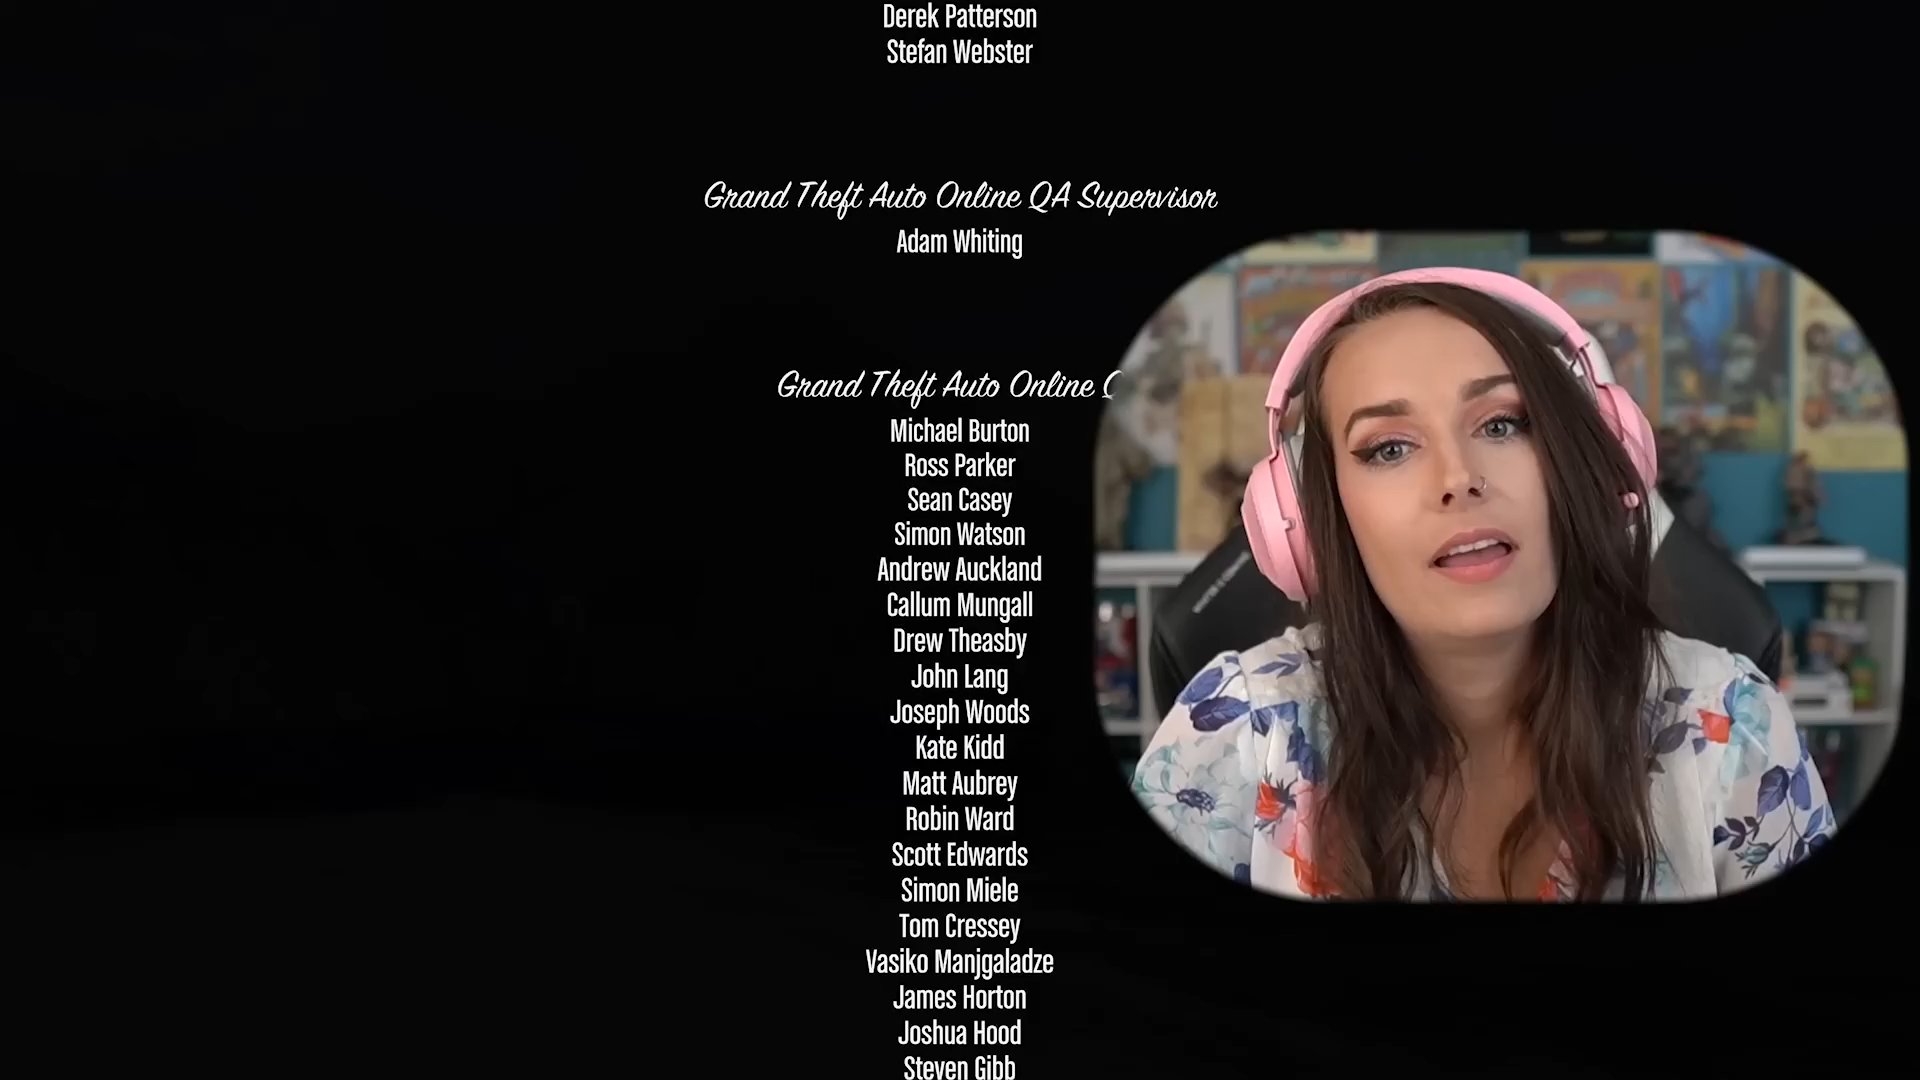 Derek Patterson
Stefan Webster
Grand Theft Auto Online QA Supervisor
Adam Whiting
Grand Theft Auto Online
Michael Burton
Ross Parker
Sean Casey
Simon Watson
Andrew Auckland
Callum Mungall
Drew Theasby
John Lang
Joseph Woods
Kate Kidd
Matt Aubrey
Robin Ward
Scott Edwards
Simon Miele
Tom Cressey
Vasiko Manjgaladze
James Horton
Joshua Hood
Steven Gibb